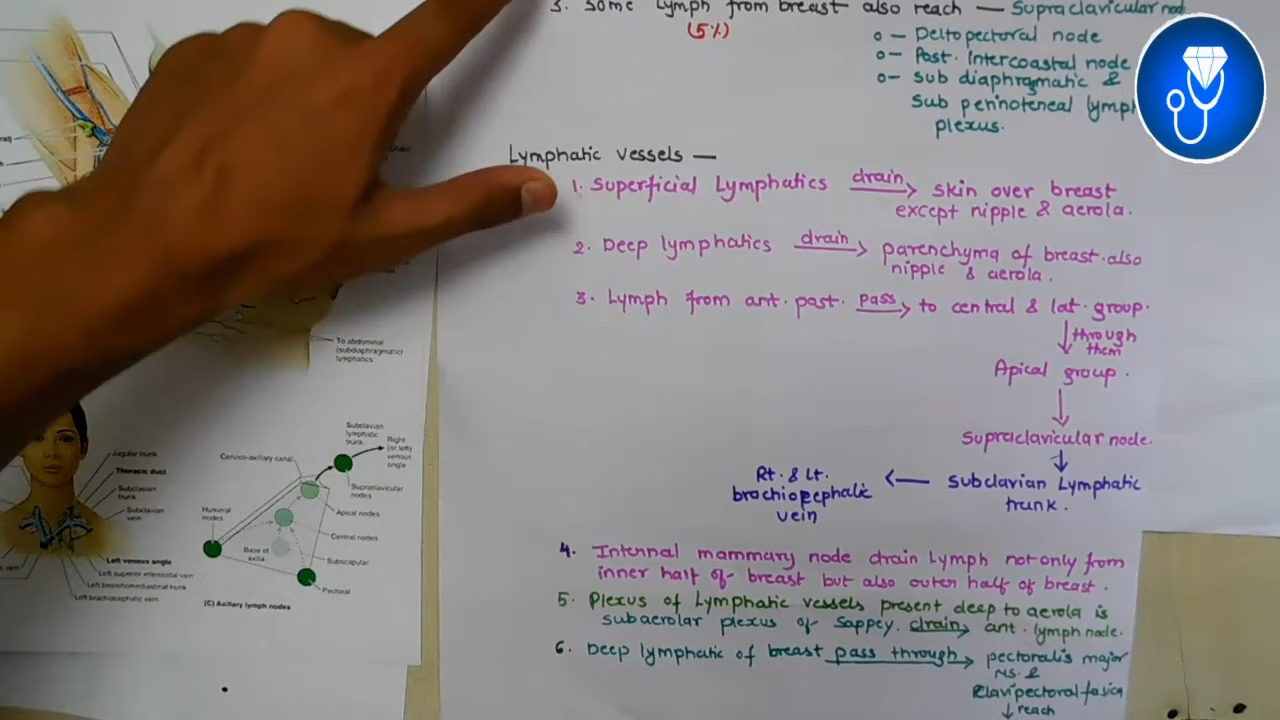 3. Some lymph from breast also reach — Supraclavicular nod
(5%)
o — Deltopectoral node
o — Post. Intercoastal node
o — Sub diaphragmatic &
Sub perinoteneal lymph
plexus.
Lymphatic vessels —
1. Superficial Lymphatics drain → skin over breast
except nipple & aerola.
2. Deep lymphatics drain → parenchyma of breast also
nipple & aerola.
3. Lymph from ant. past. pass → to central & lat. group.
↓ through
them
Apical group.
↓
Supraclavicular node.
↓
Subclavian Lymphatic
trunk.
← Rt. & Lt.
brachiopephalic
vein
4. Internal mammary node drain Lymph not only from
inner half of breast but also outer half of breast.
5. Plexus of Lymphatic vessels present deep to aerola is
subaerolar plexus of Sappey. drain → ant. lymph node.
6. Deep lymphatic of breast pass through → pectoralis major
Ms. &
Clavipectoral fasica
↓ reach
To abdominal
(subdiaphragmatic)
lymphatics
Jugular trunk
Thoracic duct
Subclavian
trunk
Subclavian
vein
Left venous angle
Left superior intercostal vein
Left bronchomediastinal trunk
Left brachiocephalic vein
vein
Subclavian
lymphatic
trunk
Right
(or left)
venous
angle
Cervico-axillary canal
Supraclavicular
nodes
Humeral
nodes
Apical nodes
Central nodes
Base of
axilla
Subscapular
Pectoral
(C) Axillary lymph nodes